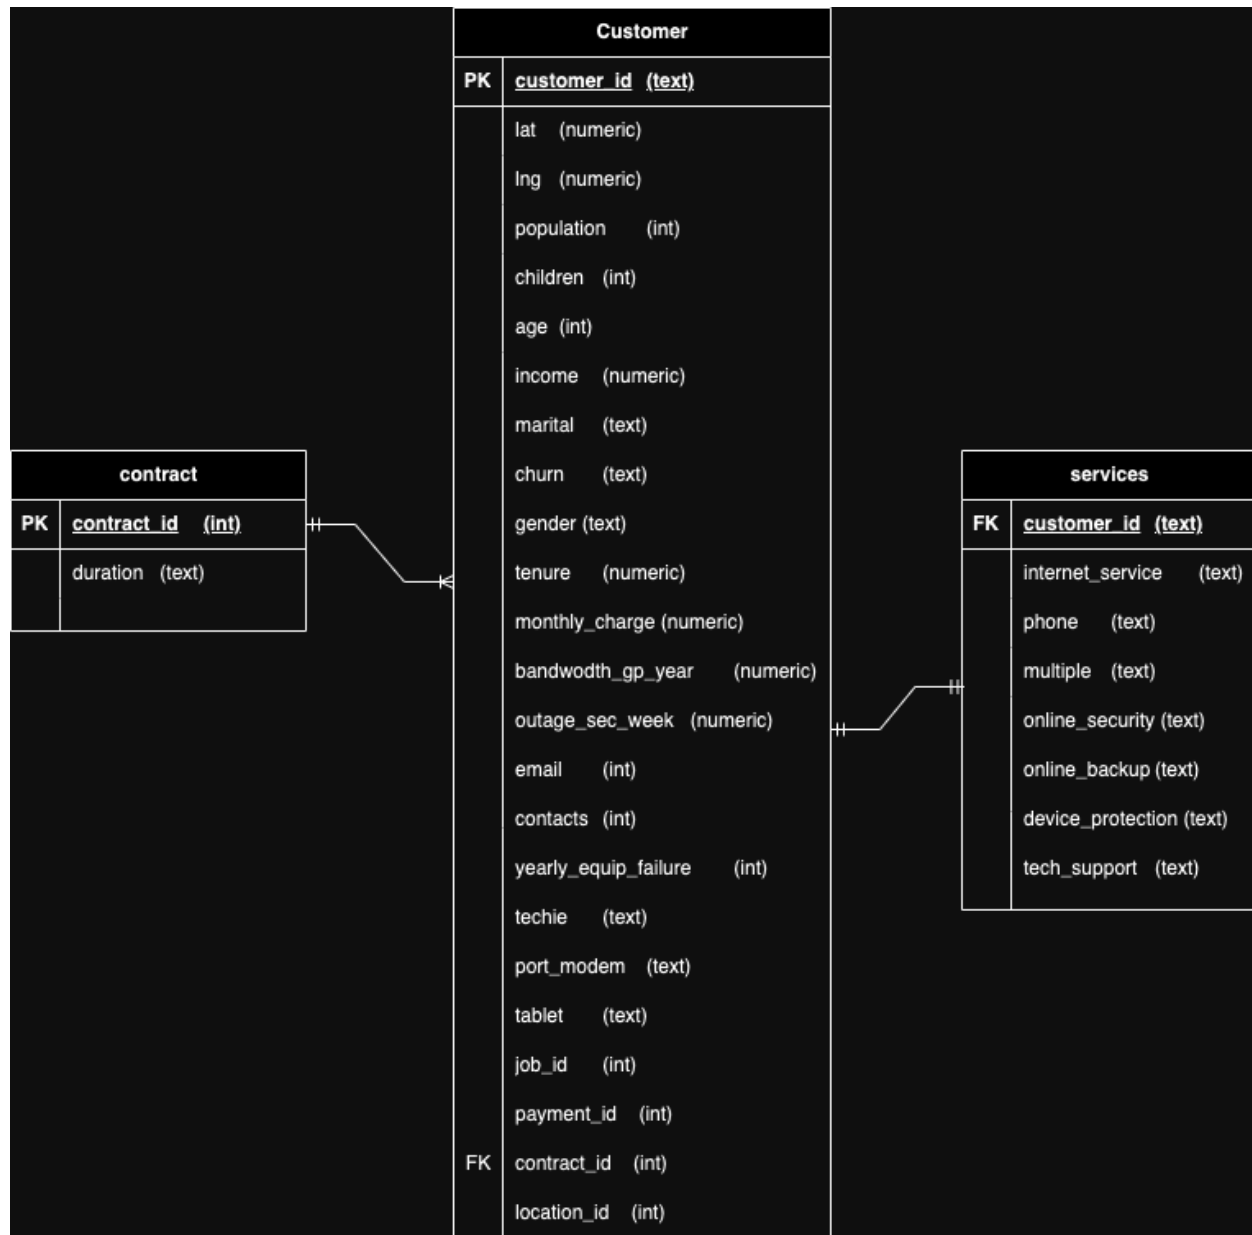 Customer
PK customer_id (text)
lat (numeric)
lng (numeric)
population (int)
children (int)
age (int)
income (numeric)
marital (text)
churn (text)
gender (text)
tenure (numeric)
monthly_charge (numeric)
bandwodth_gp_year (numeric)
outage_sec_week (numeric)
email (int)
contacts (int)
yearly_equip_failure (int)
techie (text)
port_modem (text)
tablet (text)
job_id (int)
payment_id (int)
FK contract_id (int)
location_id (int)
contract
PK contract_id (int)
duration (text)
services
FK customer_id (text)
internet_service (text)
phone (text)
multiple (text)
online_security (text)
online_backup (text)
device_protection (text)
tech_support (text)